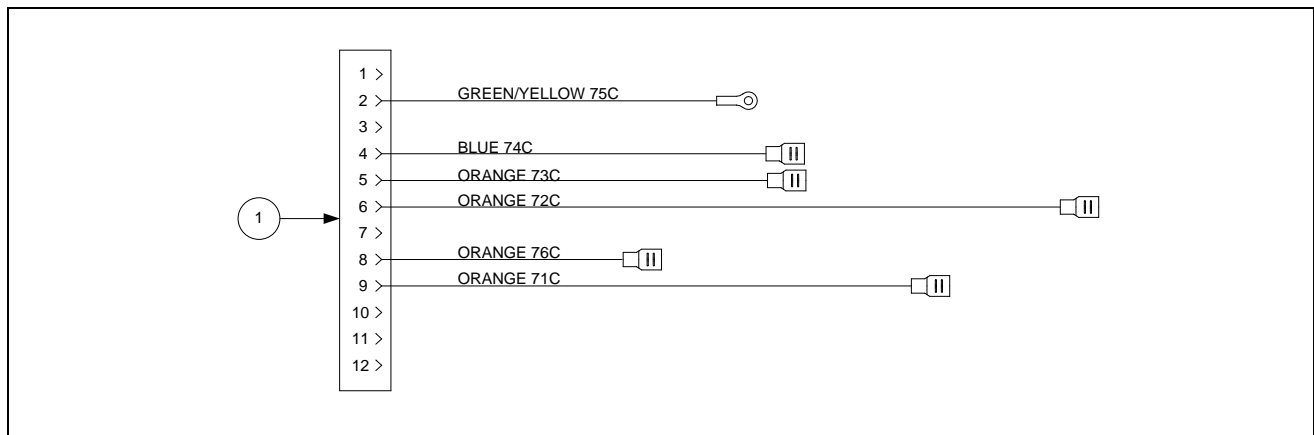 1
2 GREEN/YELLOW 75C
3
4 BLUE 74C
5 ORANGE 73C
6 ORANGE 72C
1
7
8 ORANGE 76C
9 ORANGE 71C
10
11
12